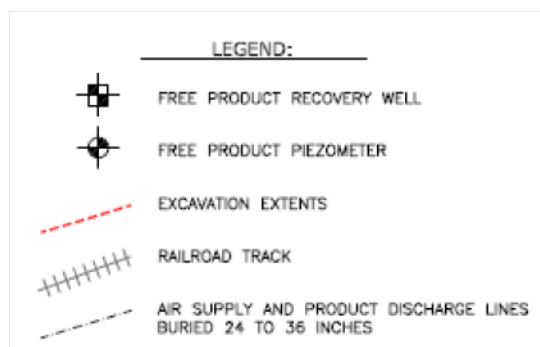 LEGEND:
FREE PRODUCT RECOVERY WELL
FREE PRODUCT PIEZOMETER
EXCAVATION EXTENTS
RAILROAD TRACK
AIR SUPPLY AND PRODUCT DISCHARGE LINES
BURIED 24 TO 36 INCHES